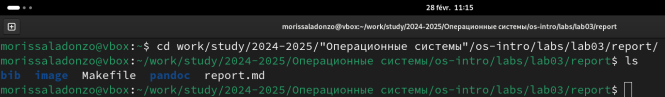 28 févr. 11:15
morissaladonzo@vbox:~/work/study/2024-2025/Операционные системы/os-intro/labs/lab03/report
morissaladonzo@vbox:~$ cd work/study/2024-2025/"Операционные системы"/os-intro/labs/lab03/report/
morissaladonzo@vbox:~/work/study/2024-2025/Операционные системы/os-intro/labs/lab03/report$ ls
bib image Makefile pandoc report.md
morissaladonzo@vbox:~/work/study/2024-2025/Операционные системы/os-intro/labs/lab03/report$